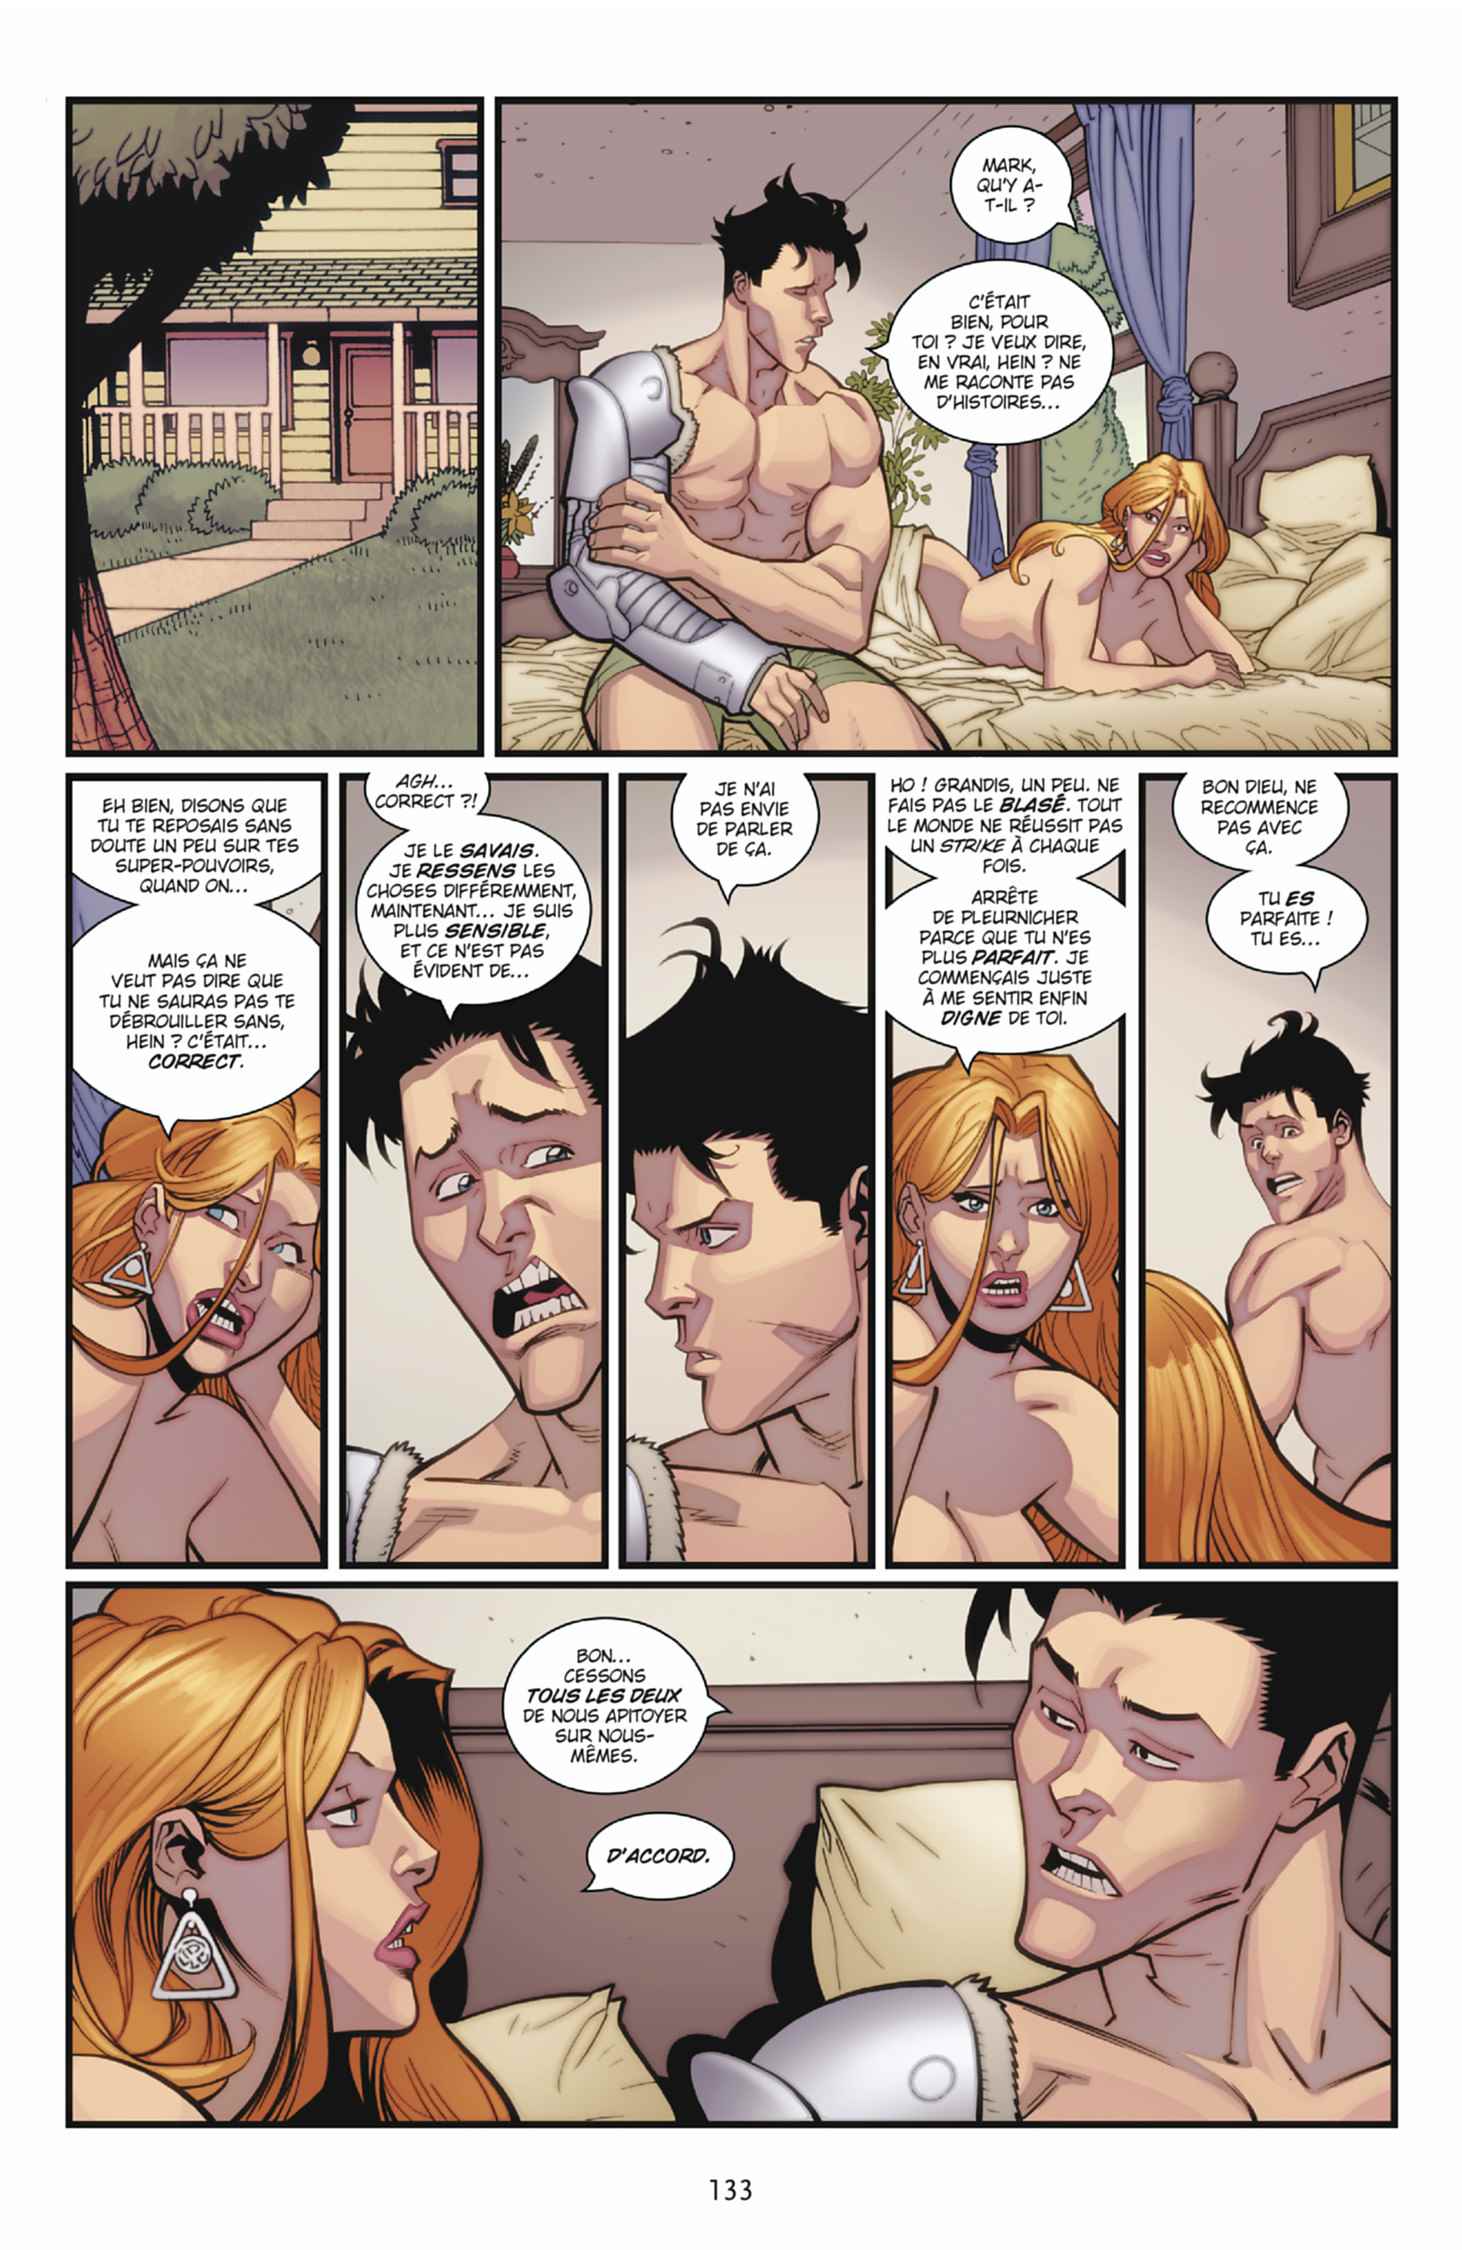 MARK,
QU'Y A-
T-IL ?
C'ÉTAIT
BIEN, POUR
TOI ? JE VEUX DIRE,
EN VRAI, HEIN ? NE
ME RACONTE PAS
D'HISTOIRES...
EH BIEN, DISONS QUE
TU TE REPOSAIS SANS
DOUTE UN PEU SUR TES
SUPER-POUVOIRS,
QUAND ON...
MAIS ÇA NE
VEUT PAS DIRE QUE
TU NE SAURAS PAS TE
DÉBROUILLER SANS,
HEIN ? C'ÉTAIT...
CORRECT.
AGH...
CORRECT ?!
JE LE SAVAIS.
JE RESSENS LES
CHOSES DIFFÉREMMENT,
MAINTENANT... JE SUIS
PLUS SENSIBLE,
ET CE N'EST PAS
ÉVIDENT DE...
JE N'AI
PAS ENVIE
DE PARLER
DE ÇA.
HO ! GRANDIS, UN PEU. NE
FAIS PAS LE BLASÉ. TOUT
LE MONDE NE RÉUSSIT PAS
UN STRIKE À CHAQUE
FOIS.
ARRÊTE
DE PLEURNICHER
PARCE QUE TU N'ES
PLUS PARFAIT. JE
COMMENÇAIS JUSTE
À ME SENTIR ENFIN
DIGNE DE TOI.
BON DIEU, NE
RECOMMENCE
PAS AVEC
ÇA.
TU ES
PARFAITE !
TU ES...
BON...
CESSONS
TOUS LES DEUX
DE NOUS APITOYER
SUR NOUS-
MÊMES.
D'ACCORD.
133